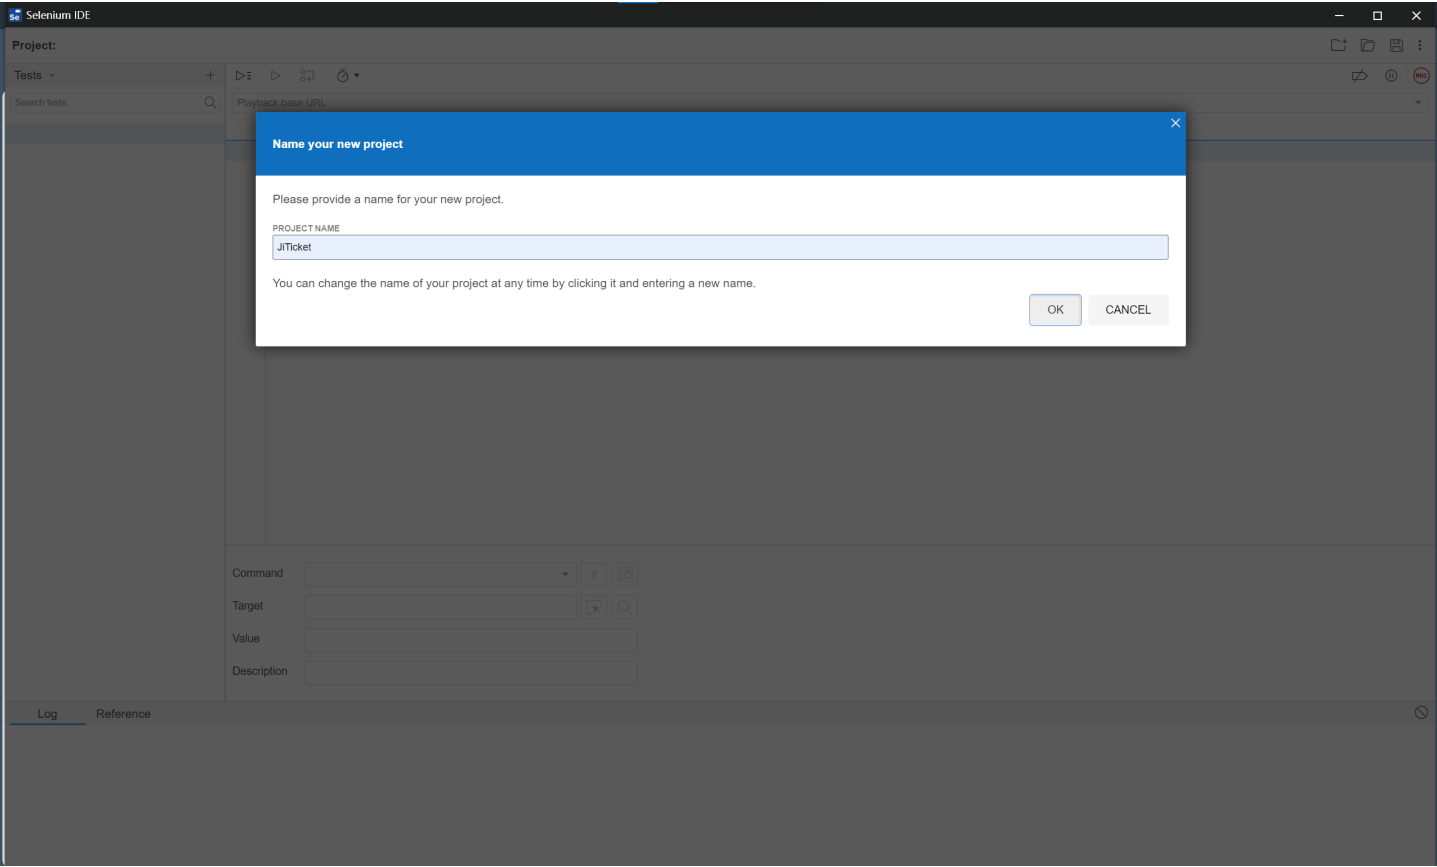 Se Selenium IDE
Project:
Tests
Search tests...
Playback base URL
REC
Name your new project
Please provide a name for your new project.
PROJECT NAME
JiTicket
You can change the name of your project at any time by clicking it and entering a new name.
OK CANCEL
Command //
Target
Value
Description
Log Reference